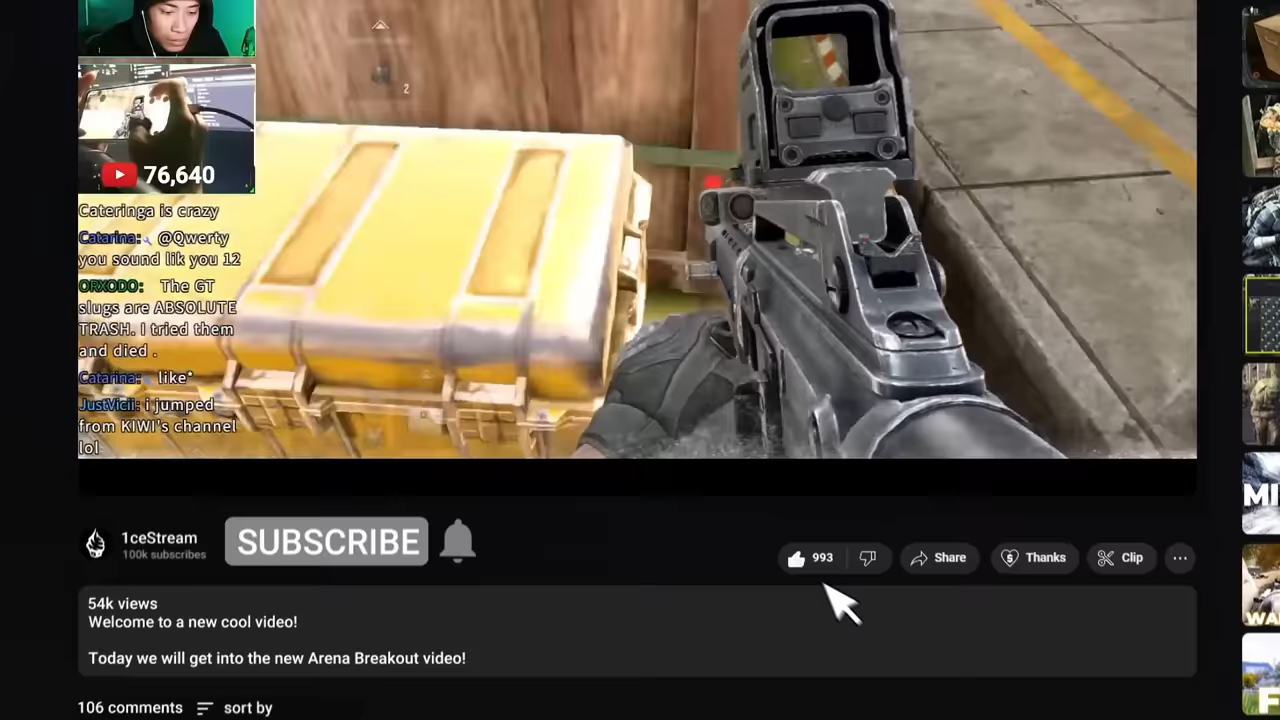 2
76,640
Cateringa is crazy
Catarina: @Qwerty
you sound lik you 12
ORXODO: The GT
slugs are ABSOLUTE
TRASH. I tried them
and died .
Catarina: like*
JustVicii: i jumped
from KIWI's channel
lol
1ceStream
100k subscribes
SUBSCRIBE
993
Share
Thanks
Clip
54k views
Welcome to a new cool video!
Today we will get into the new Arena Breakout video!
106 comments sort by
MI
WA
F